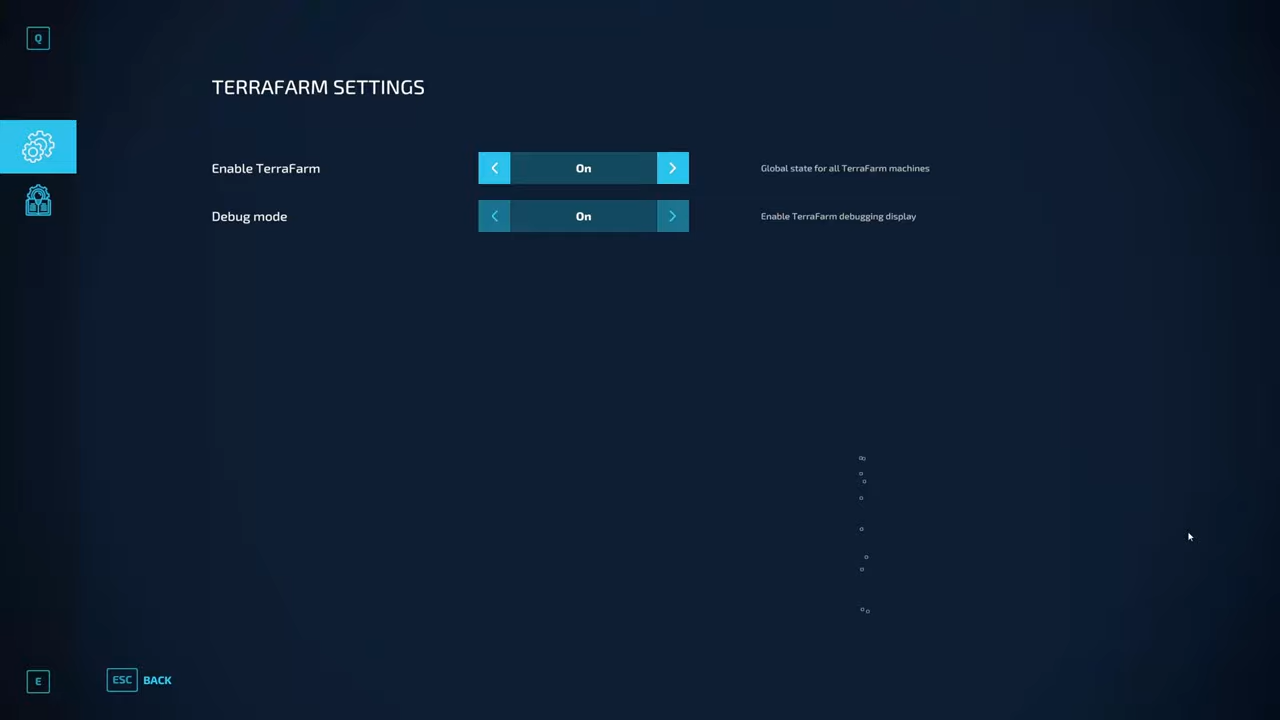 Q
TERRAFARM SETTINGS
Enable TerraFarm On Global state for all TerraFarm machines
Debug mode On Enable TerraFarm debugging display
E ESC BACK